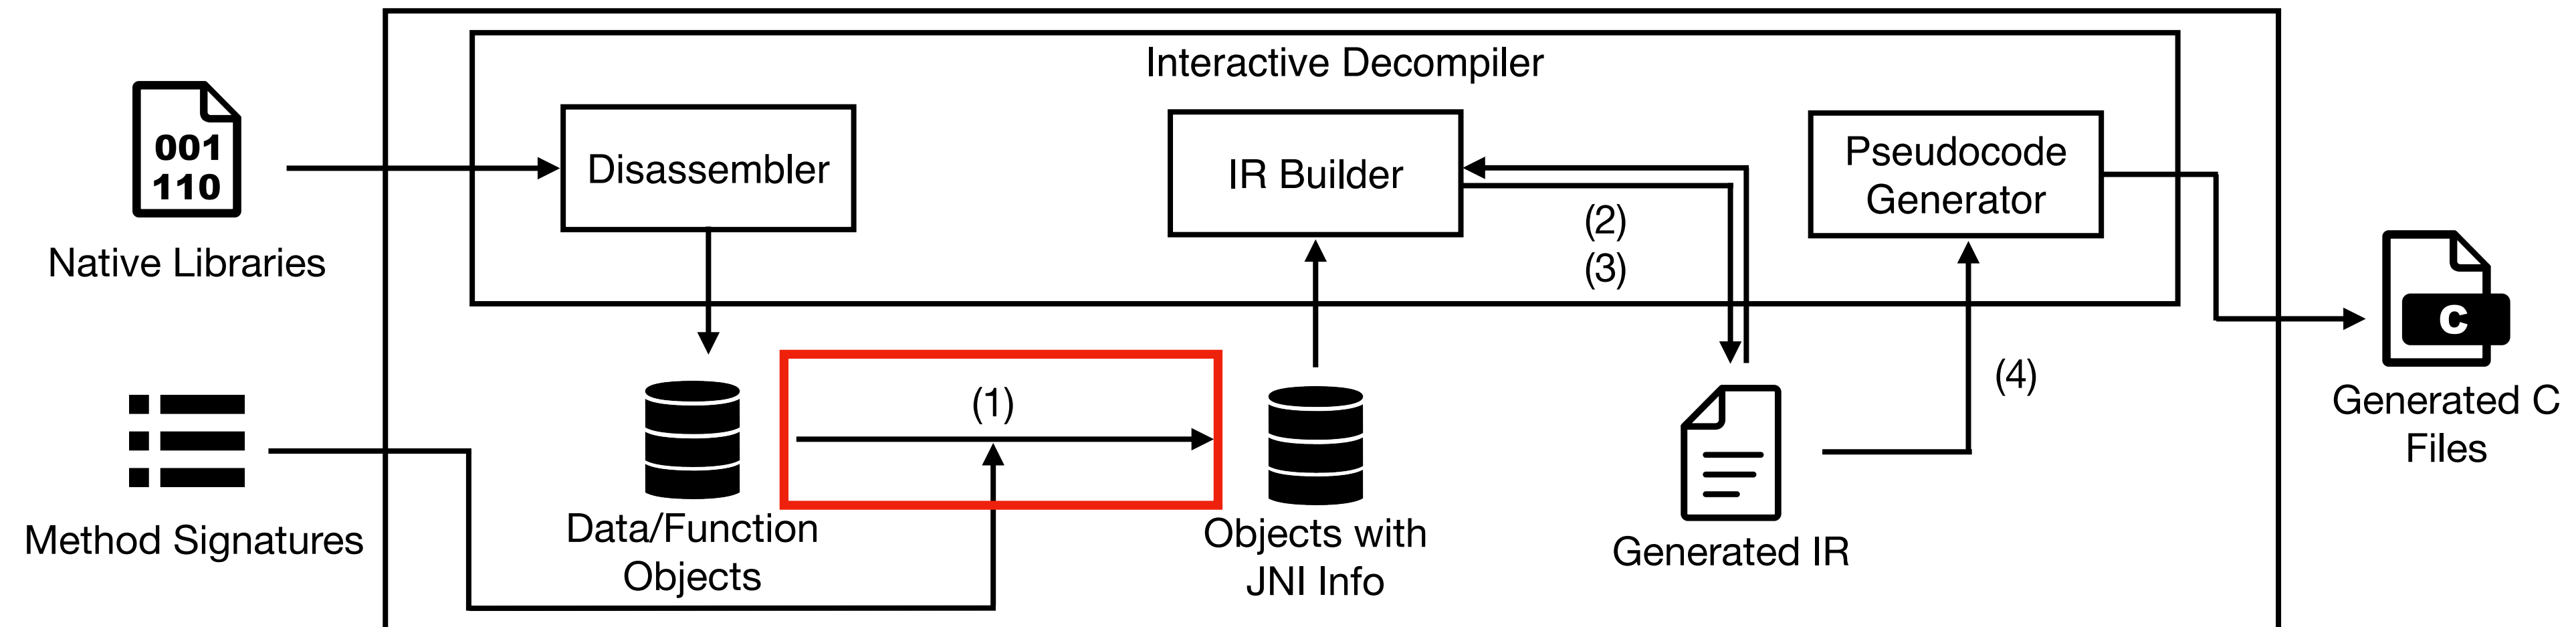 Interactive Decompiler
001
110
Native Libraries
Disassembler
IR Builder
Pseudocode
Generator
(2)
(3)
C
Generated C
Files
Method Signatures
Data/Function
Objects
(1)
Objects with
JNI Info
Generated IR
(4)